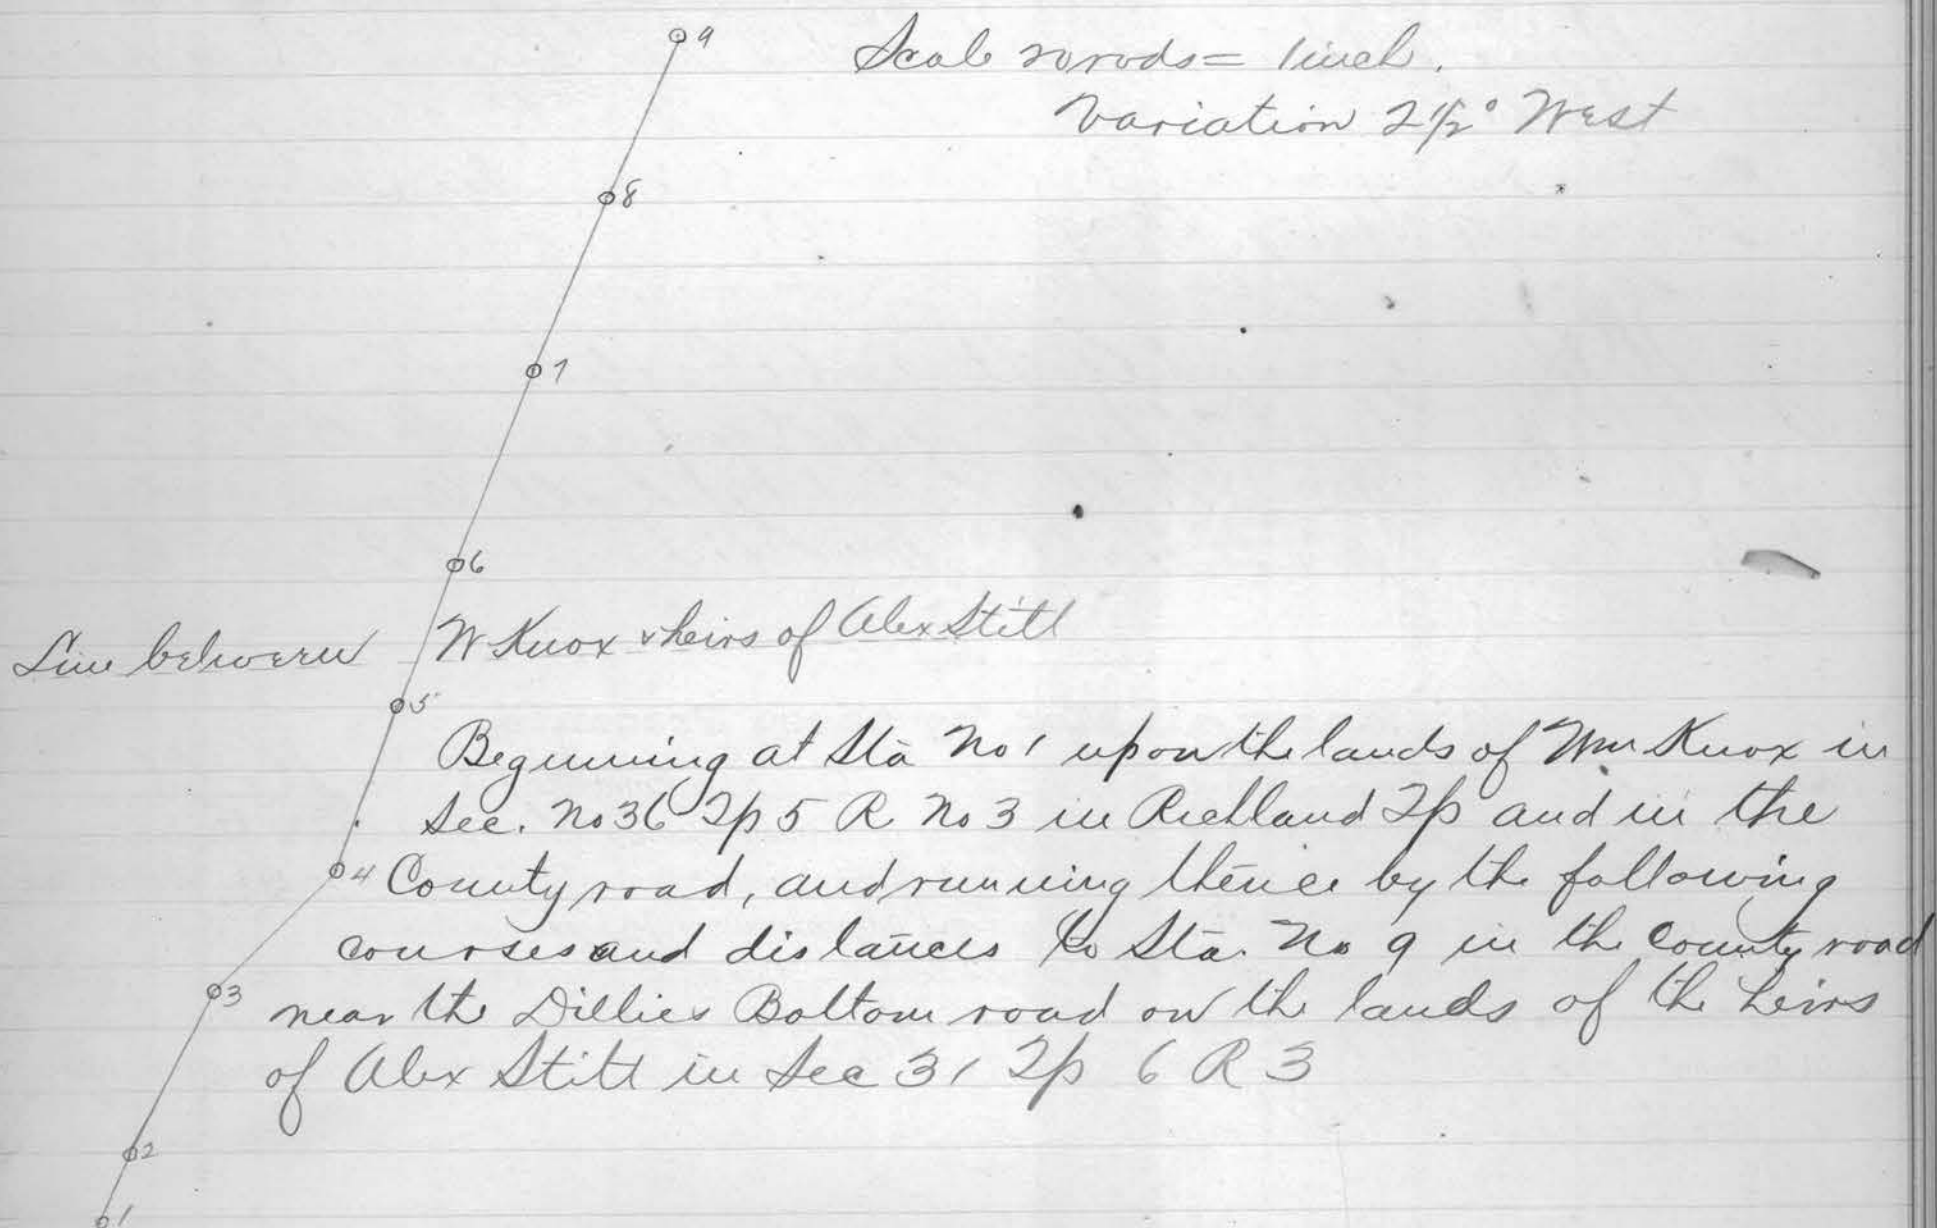 9
Scale 20 rods = 1 inch.
Variation 2 1/2° West
8
7
6
Line between W Knox & heirs of Alex Stitt
5
Beginning at Sta No 1 upon the lands of Wm Knox in
Sec. No 36 Tp 5 R No 3 in Richland Tp and in the
4
County road, and running thence by the following
courses and distances to Sta. No 9 in the County road
3
near the Dillies Bottom road on the lands of the heirs
of Alex Stitt in Sec 31 Tp 6 R 3
2
1